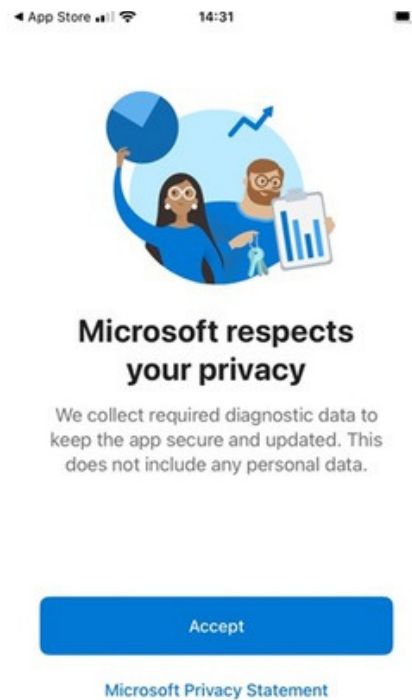 App Store 14:31
Microsoft respects
your privacy
We collect required diagnostic data to
keep the app secure and updated. This
does not include any personal data.
Accept
Microsoft Privacy Statement